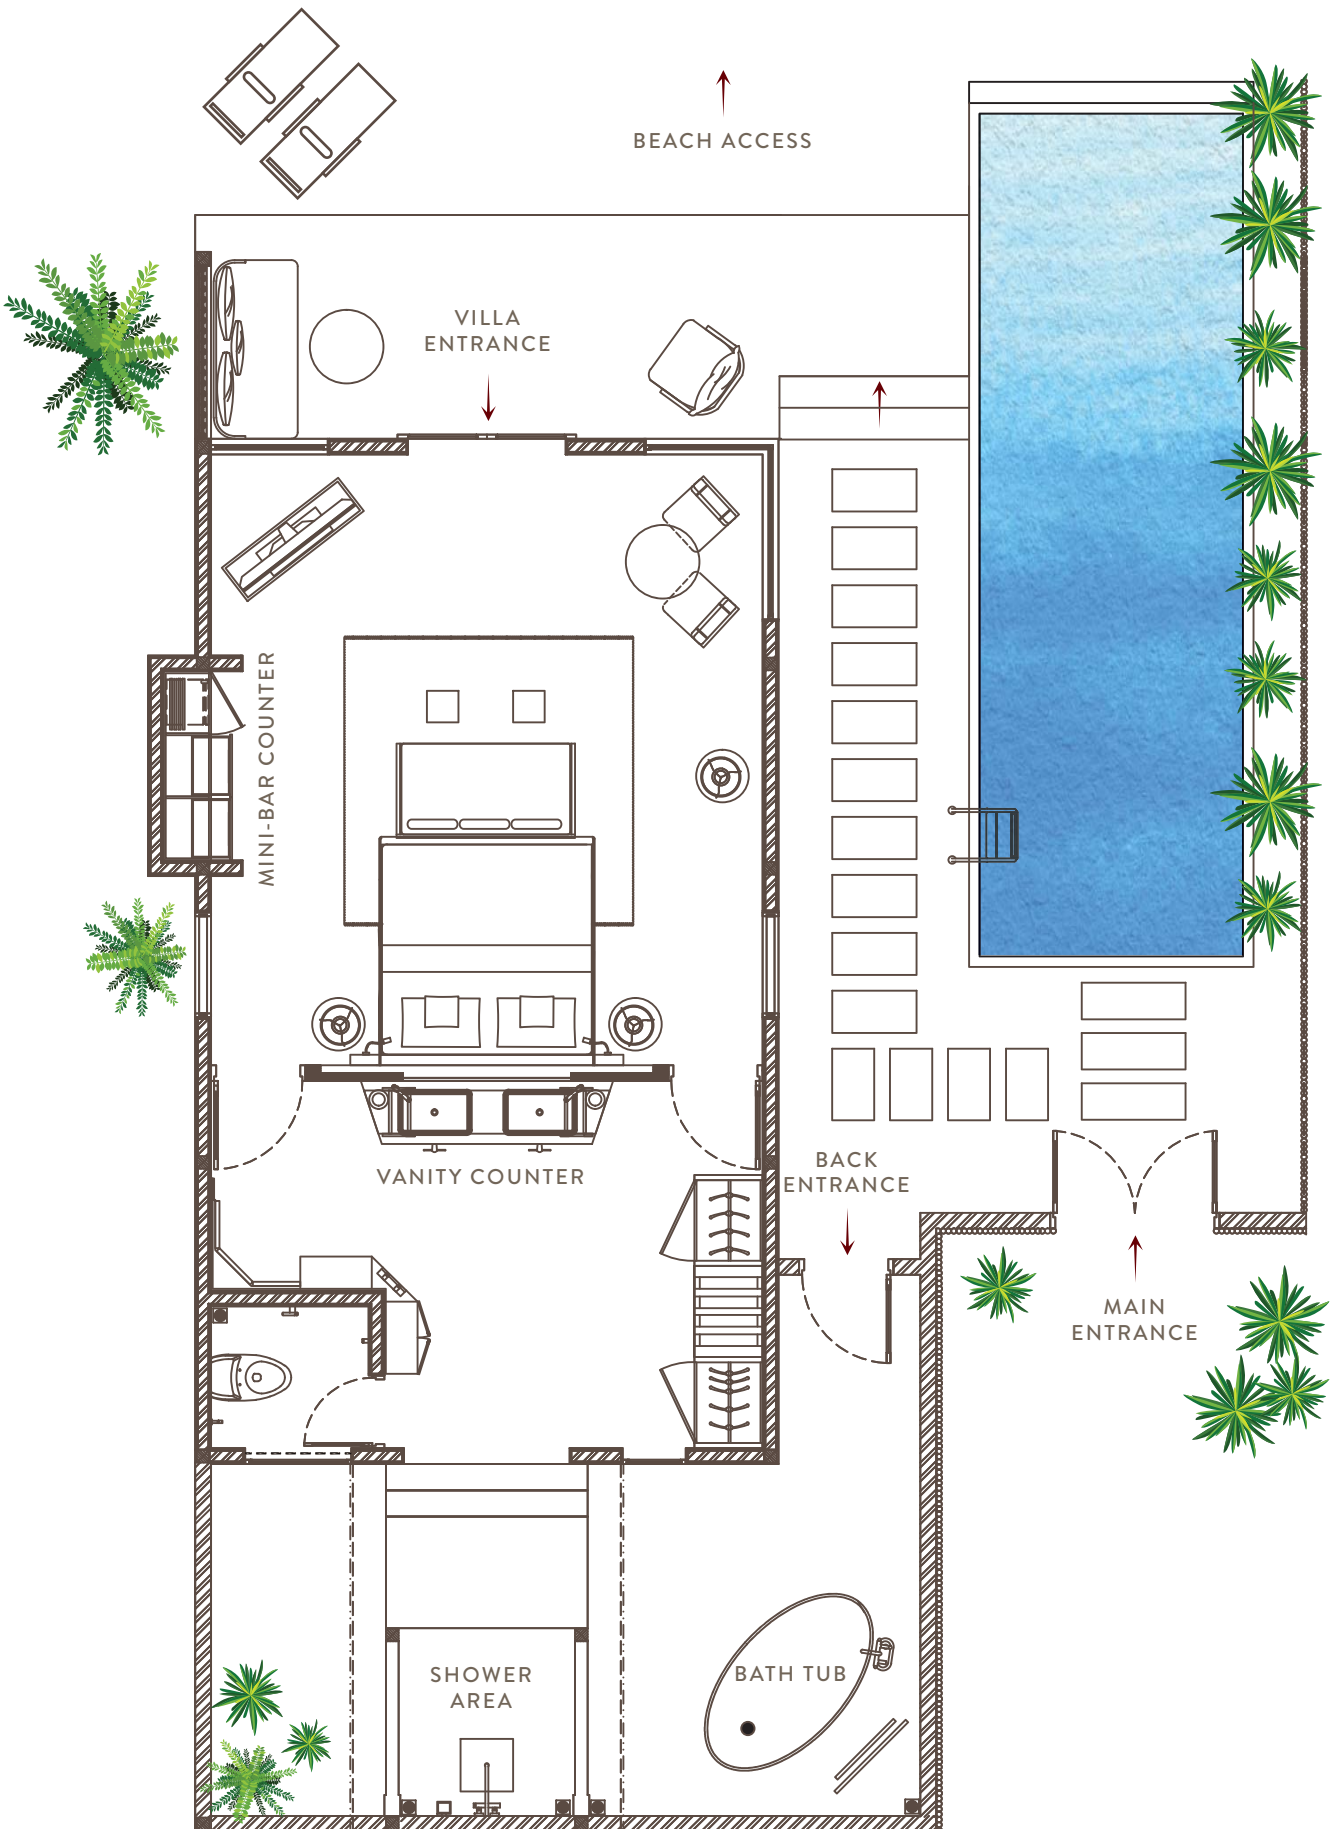 BEACH ACCESS
VILLA
ENTRANCE
MINI-BAR COUNTER
VANITY COUNTER
BACK
ENTRANCE
MAIN
ENTRANCE
SHOWER
AREA
BATH TUB